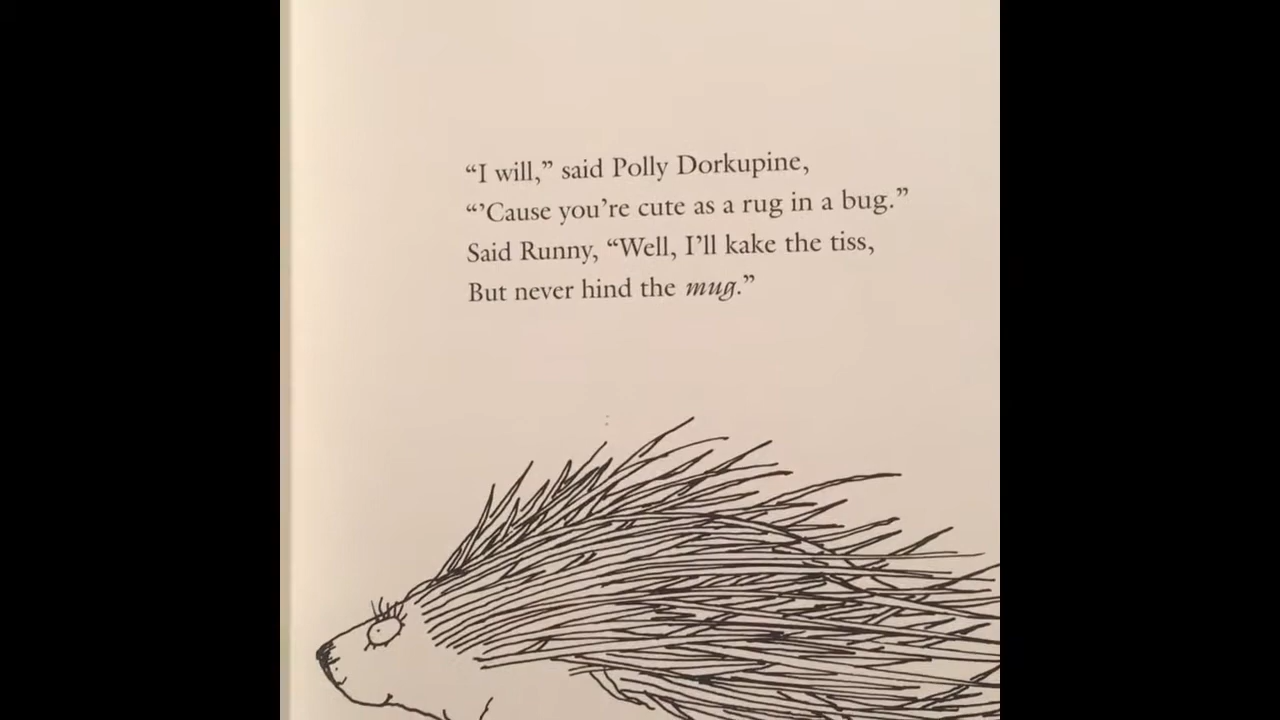 “I will,” said Polly Dorkupine,
“’Cause you’re cute as a rug in a bug.”
Said Runny, “Well, I’ll kake the tiss,
But never hind the mug.”